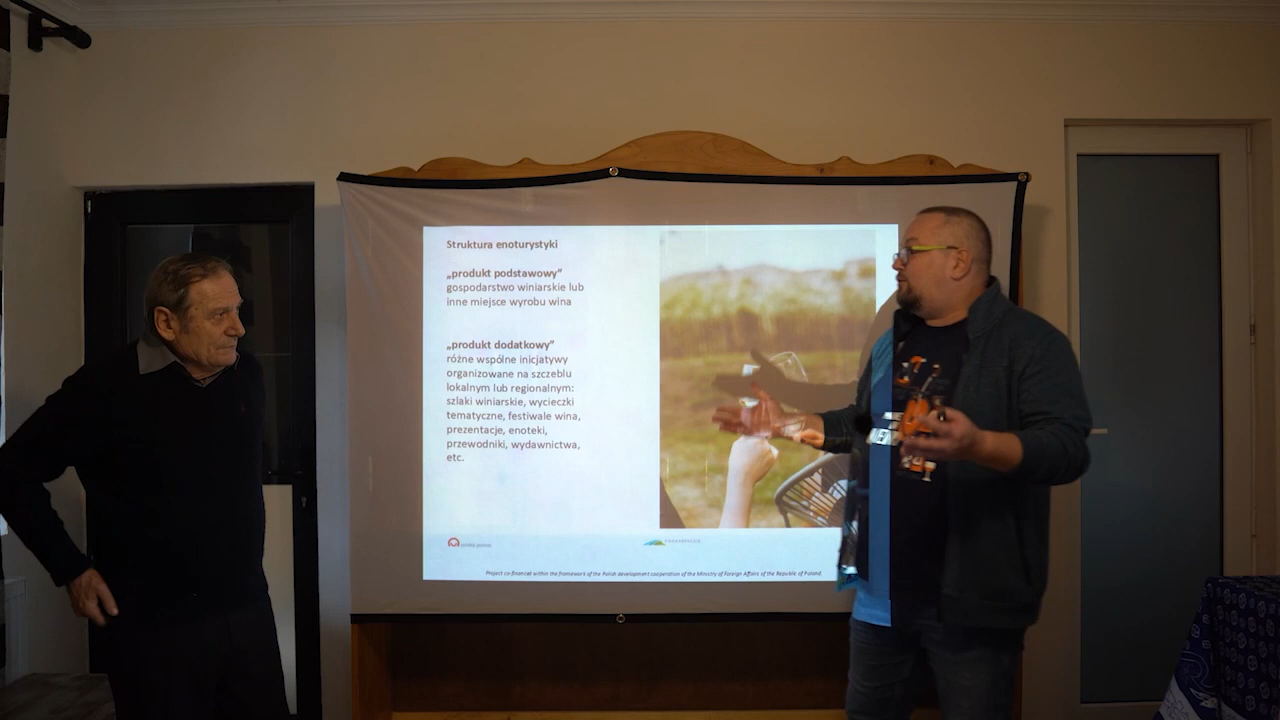 Struktura enoturystyki
„produkt podstawowy”
gospodarstwo winiarskie lub
inne miejsce wyrobu wina
„produkt dodatkowy”
różne wspólne inicjatywy
organizowane na szczeblu
lokalnym lub regionalnym:
szlaki winiarskie, wycieczki
tematyczne, festiwale wina,
prezentacje, enoteki,
przewodniki, wydawnictwa,
etc.
polska pomoc
Project co-financed within the framework of the Polish development cooperation of the Ministry of Foreign Affairs of the Republic of Poland